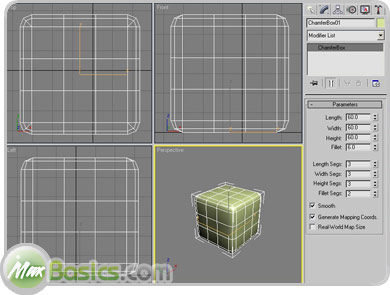 Top
Front
ChamferBox01
Modifier List
ChamferBox
Left
Perspective
Parameters
Length: 60.0
Width: 60.0
Height: 60.0
Fillet: 6.0
Length Segs: 3
Width Segs: 3
Height Segs: 3
Fillet Segs: 2
Smooth
Generate Mapping Coords.
Real-World Map Size
MaxBasics.com